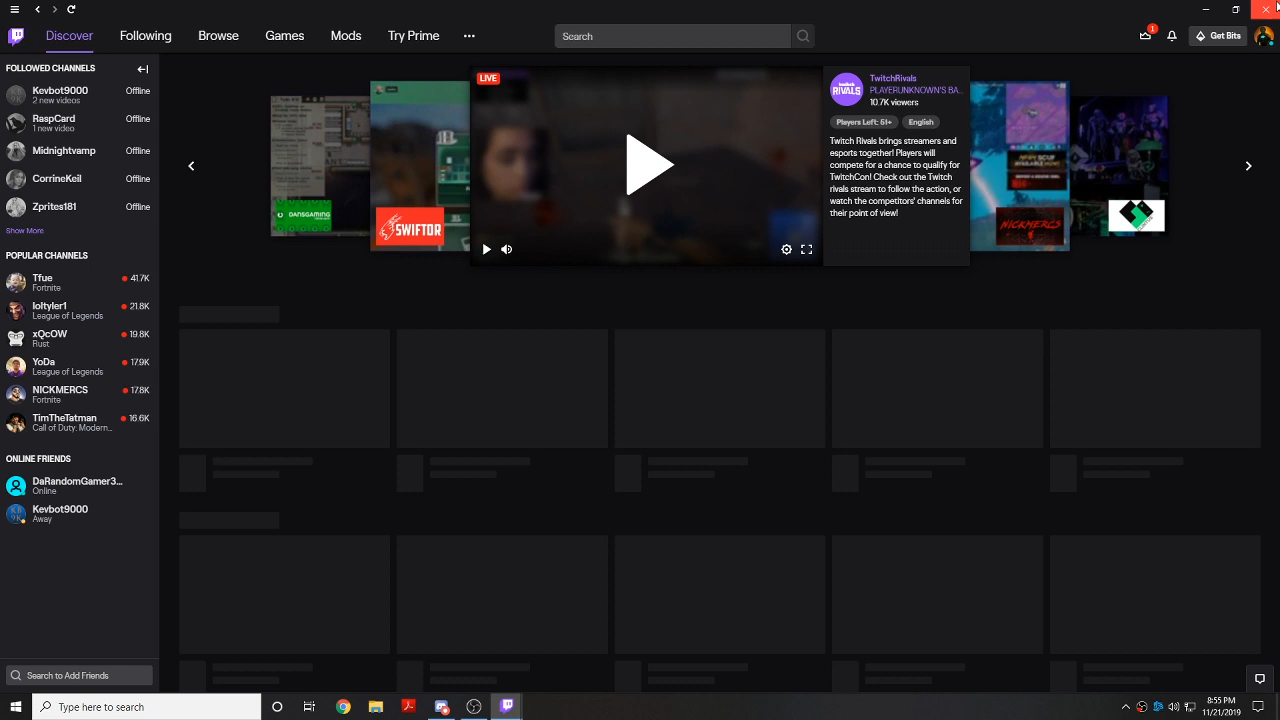 Discover
Following
Browse
Games
Mods
Try Prime
Search
1
Get Bits
FOLLOWED CHANNELS
Kevbot9000 Offline
2 new videos
RaspCard Offline
1 new video
Midnightvamp Offline
CorrineKeil Offline
Zprites181 Offline
Show More
POPULAR CHANNELS
Tfue 41.7K
Fortnite
loltyler1 21.8K
League of Legends
xQcOW 19.8K
Rust
YoDa 17.9K
League of Legends
NICKMERCS 17.8K
Fortnite
TimTheTatman 16.6K
Call of Duty: Modern...
ONLINE FRIENDS
DaRandomGamer3...
Online
Kevbot9000
Away
Search to Add Friends
DANSGAMING
SWIFTOR
LIVE
twitch
RIVALS
TwitchRivals
PLAYERUNKNOWN'S BA...
10.7K viewers
Players Left: 51+ English
Twitch Rivals brings streamers and
esports together! Players will
compete for a chance to qualify for
TwitchCon! Check out the Twitch
rivals stream to follow the action, or
watch the competitors' channels for
their point of view!
SCUF
NICKMERCS
Type here to search
8:55 PM
11/21/2019